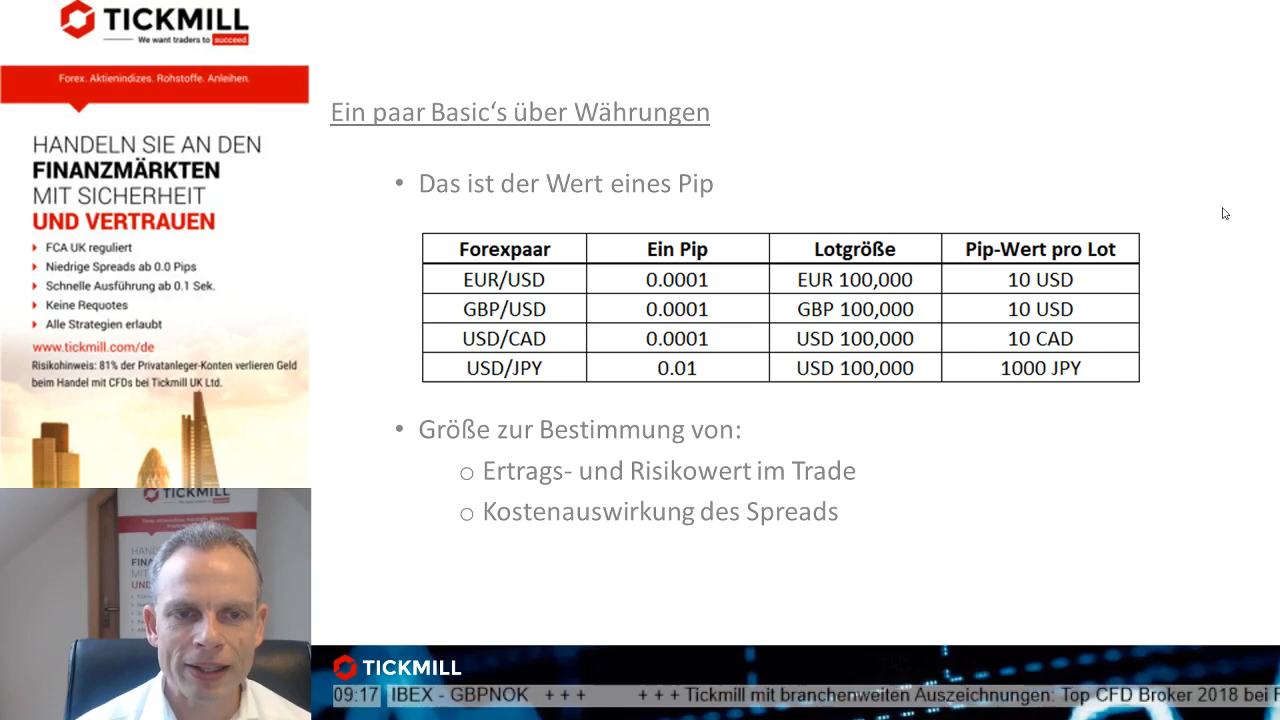 TICKMILL
We want traders to succeed
Forex. Aktienindizes. Rohstoffe. Anleihen.
HANDELN SIE AN DEN
FINANZMÄRKTEN
MIT SICHERHEIT
UND VERTRAUEN
FCA UK reguliert
Niedrige Spreads ab 0.0 Pips
Schnelle Ausführung ab 0.1 Sek.
Keine Requotes
Alle Strategien erlaubt
www.tickmill.com/de
Risikohinweis: 81% der Privatanleger-Konten verlieren Geld
beim Handel mit CFDs bei Tickmill UK Ltd.
Ein paar Basic‘s über Währungen
• Das ist der Wert eines Pip
Forexpaar Ein Pip Lotgröße Pip-Wert pro Lot
EUR/USD 0.0001 EUR 100,000 10 USD
GBP/USD 0.0001 GBP 100,000 10 USD
USD/CAD 0.0001 USD 100,000 10 CAD
USD/JPY 0.01 USD 100,000 1000 JPY
• Größe zur Bestimmung von:
o Ertrags- und Risikowert im Trade
o Kostenauswirkung des Spreads
TICKMILL
HAND
FINA
MIT
UND
TICKMILL
09:17 IBEX - GBPNOK + + + + + + Tickmill mit branchenweiten Auszeichnungen: Top CFD Broker 2018 bei